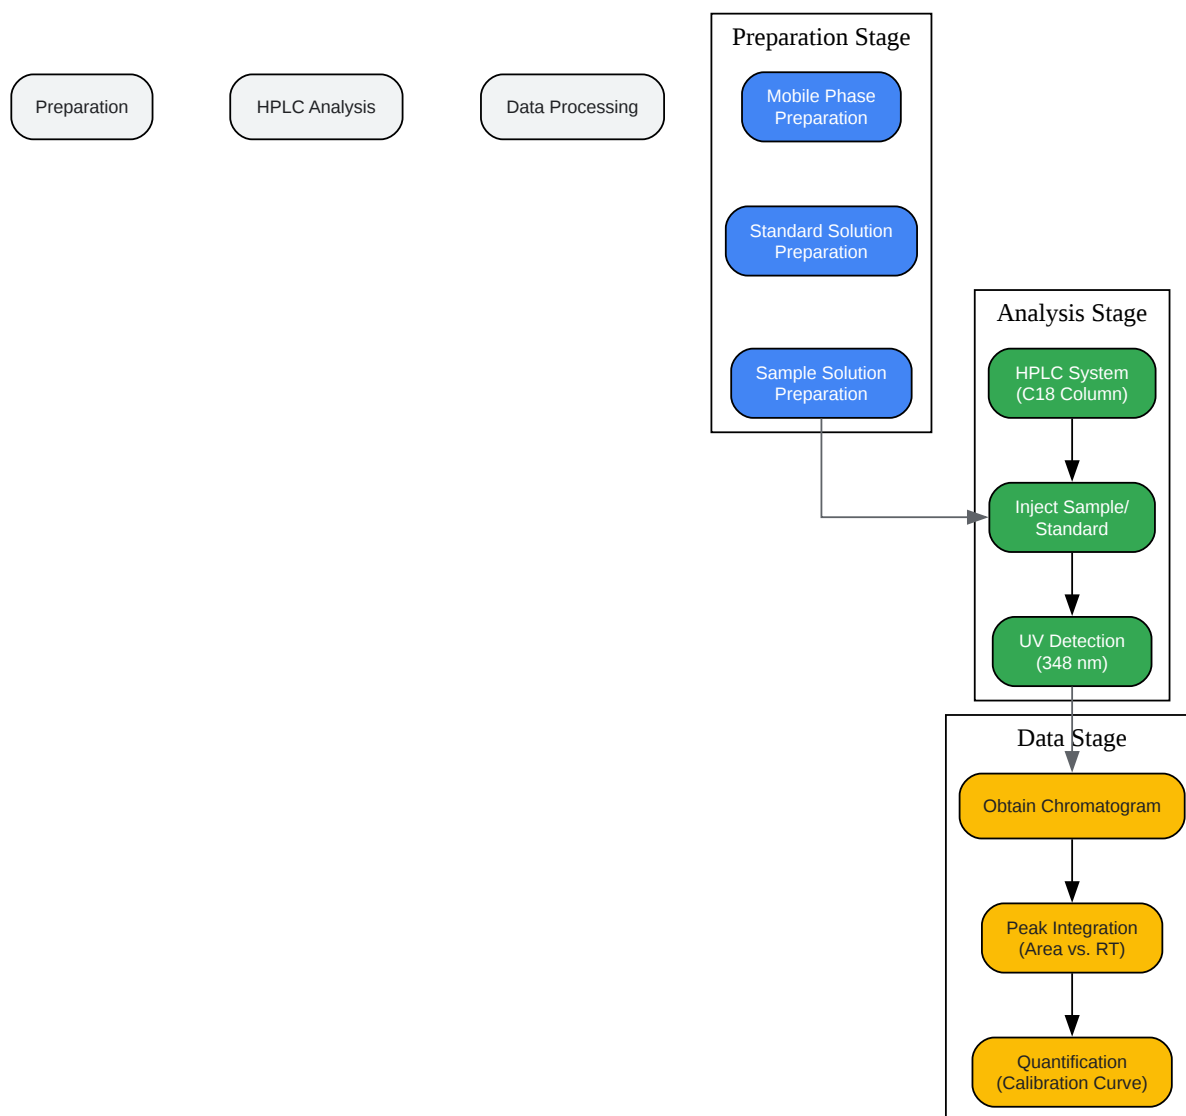 Preparation Stage
Preparation
HPLC Analysis
Data Processing
Mobile Phase
Preparation
Standard Solution
Preparation
Sample Solution
Preparation
Analysis Stage
HPLC System
(C18 Column)
Inject Sample/
Standard
UV Detection
(348 nm)
Data Stage
Obtain Chromatogram
Peak Integration
(Area vs. RT)
Quantification
(Calibration Curve)